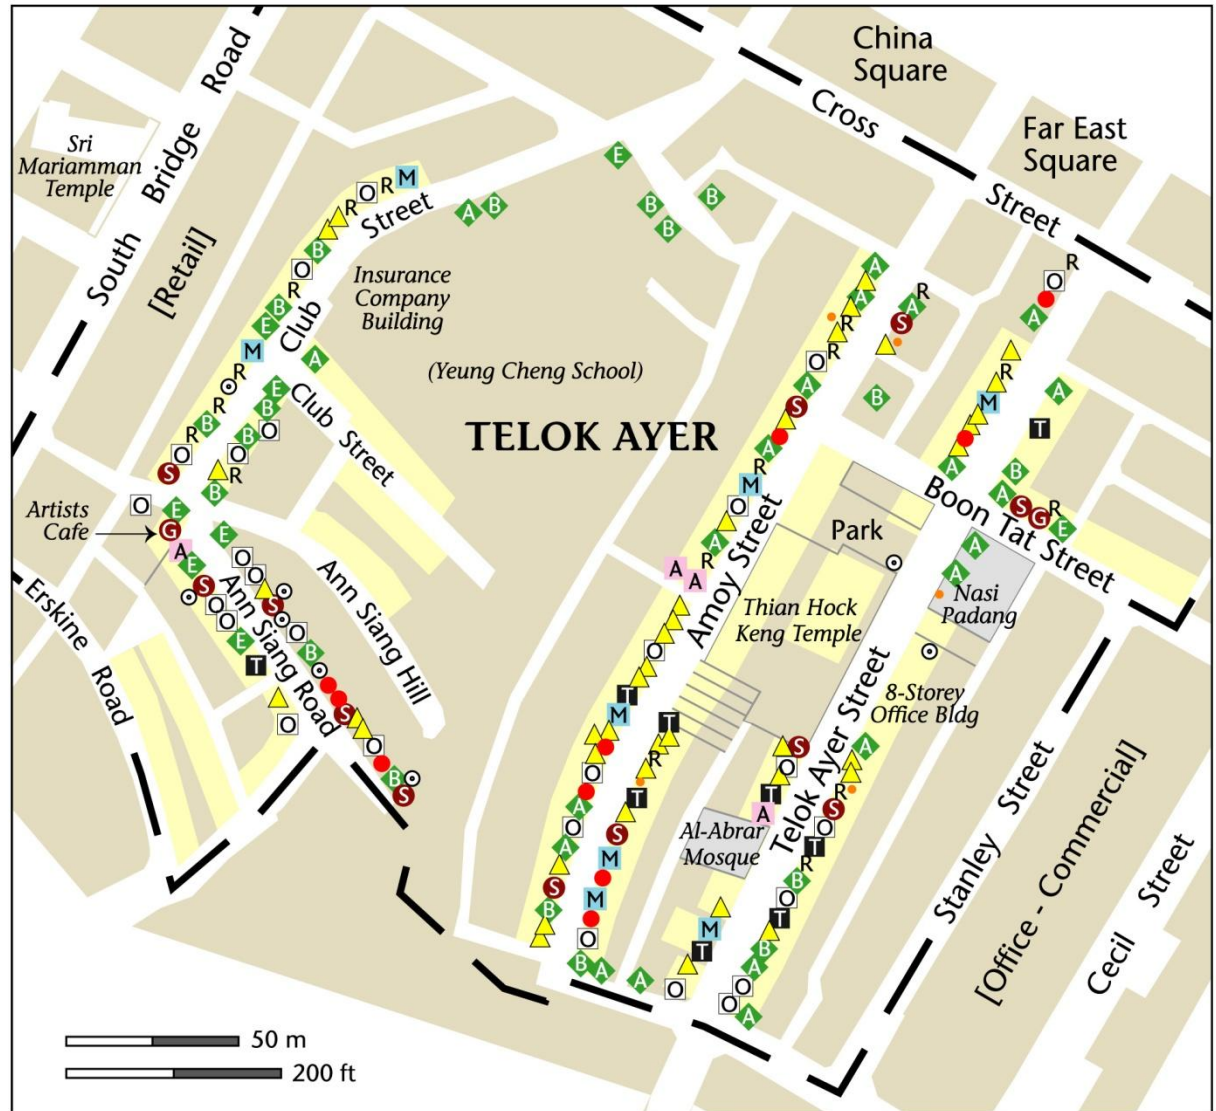 China
Square
Cross
Far East
Square
Street
Sri
Mariamman
Temple
South Bridge Road
[Retail]
M
R
O
R
Street
A
B
E
B
B
B
B
O
R
B
E
M
Club
A
R
R
B
R
O
S
Insurance
Company
Building
(Yeung Cheng School)
TELOK AYER
E
B
B
O
O
R
B
Club Street
O
Artists
Cafe
E
G
A
E
S
O
O
E
T
O
E
O
O
S
O
B
S
O
B
S
Ann Siang Road
Ann Siang Hill
Erskine Road
A
A
R
O
R
A
S
A
R
M
O
A
R
A
A
O
T
M
O
A
O
A
S
B
R
A
S
B
Amoy Street
T
R
T
S
M
M
O
B
A
A
R
O
A
R
M
A
A
T
B
A
S
G
R
E
Boon Tat Street
Park
A
A
Nasi
Padang
Thian Hock
Keng Temple
8-Storey
Office Bldg
S
O
T
A
Al-Abrar
Mosque
M
T
O
Telok Ayer Street
A
R
S
O
T
R
B
O
T
B
A
O
O
A
Stanley Street
[Office - Commercial]
Cecil Street
50 m
200 ft